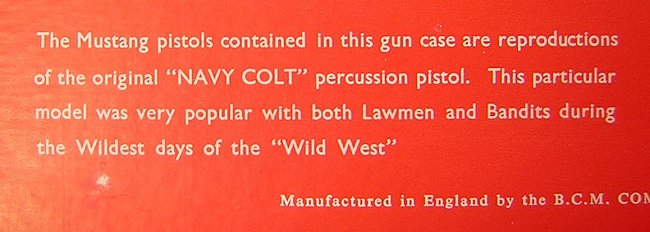 The Mustang pistols contained in this gun case are reproductions
of the original "NAVY COLT" percussion pistol. This particular
model was very popular with both Lawmen and Bandits during
the Wildest days of the "Wild West"
Manufactured in England by the B.C.M. COM